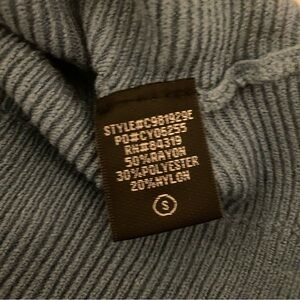 STYLE#C981929E
PO#CY06255
RN#84319
50%RAYON
30%POLYESTER
20%NYLON
S